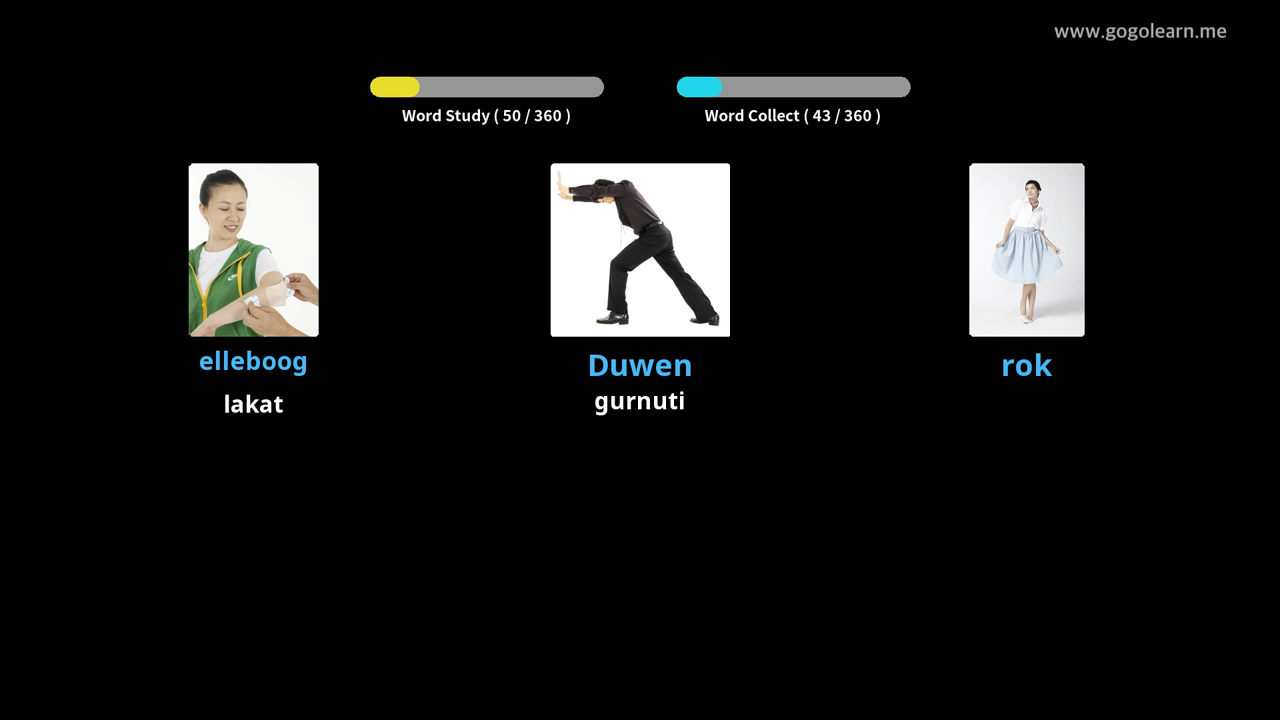 www.gogolearn.me
Word Study ( 50 / 360 )
Word Collect ( 43 / 360 )
elleboog
lakat
Duwen
gurnuti
rok